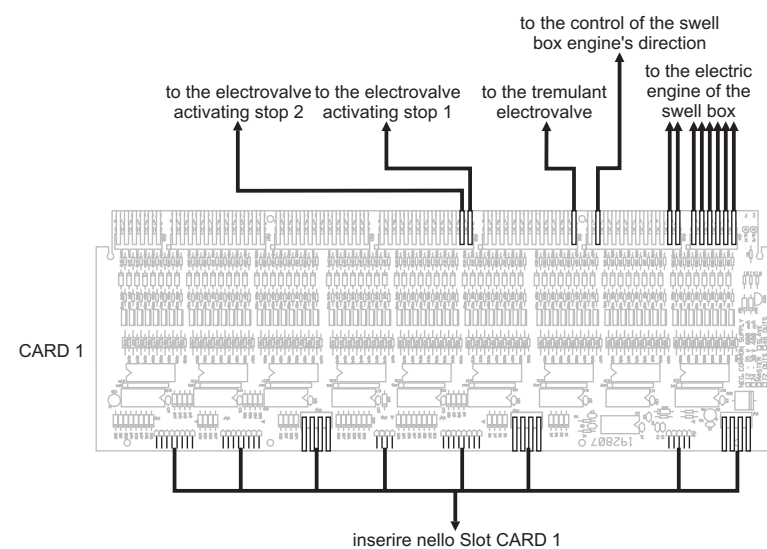 to the control of the swell
box engine's direction
to the electric
engine of the
swell box
to the electrovalve
activating stop 2
to the electrovalve
activating stop 1
to the tremulant
electrovalve
CARD 1
192807
inserire nello Slot CARD 1